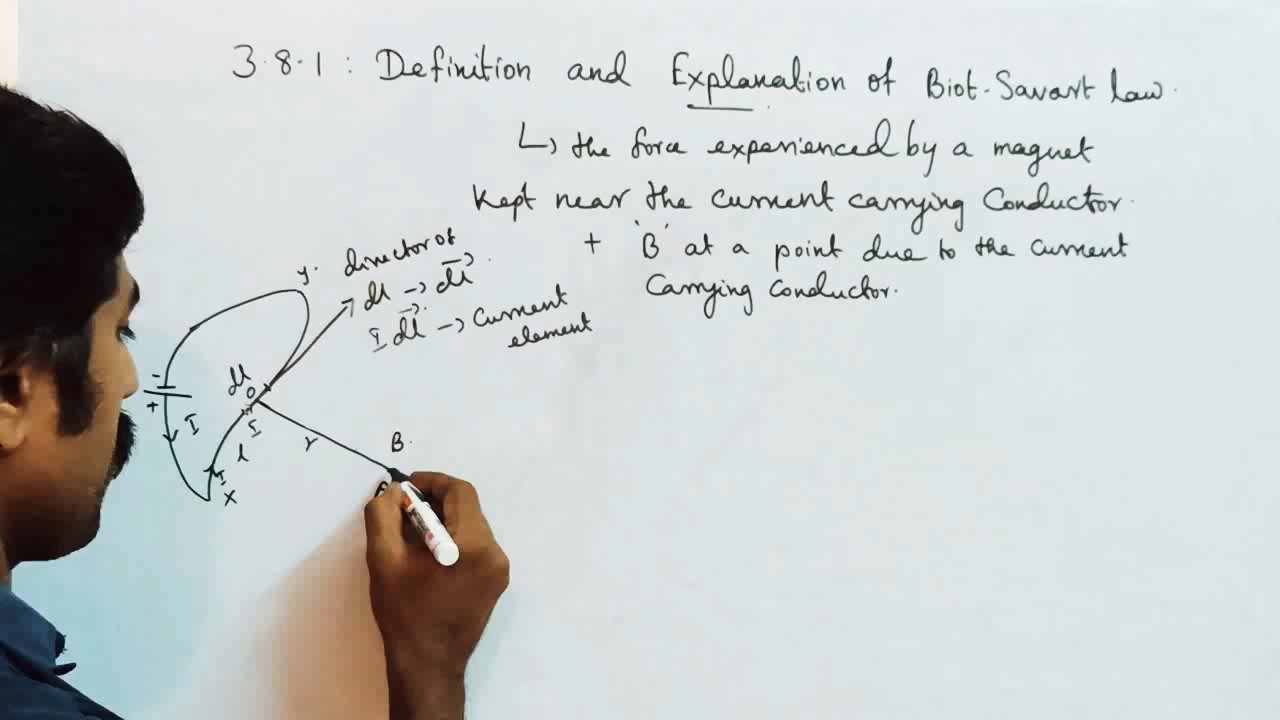 3.8.1 : Definition and Explanation of Biot-Savart law.
↳ the force experienced by a magnet
kept near the current carrying Conductor.
+ 'B' at a point due to the current
Carrying conductor.
y. director of
dl → dl
I dl → Current
element
- dl
+ O
I I
r B.
l
I
X